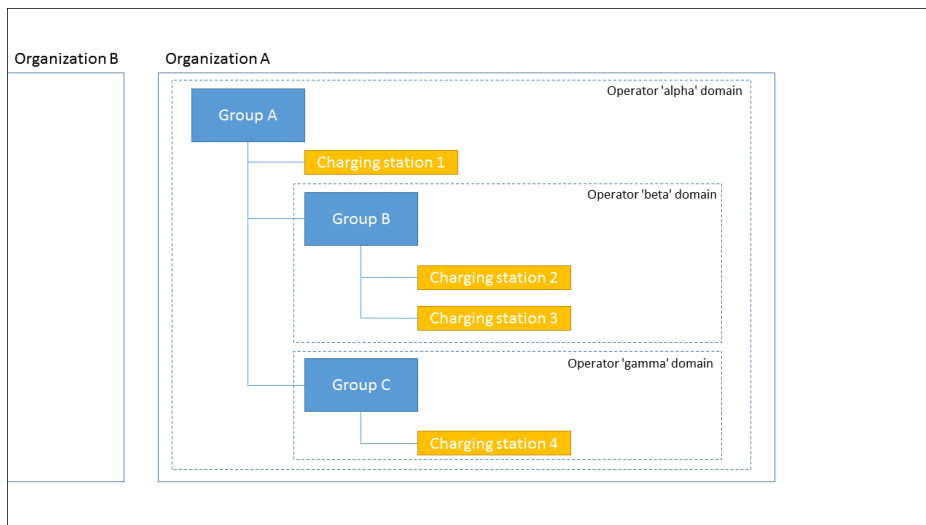 Organization B
Organization A
Operator 'alpha' domain
Group A
Charging station 1
Operator 'beta' domain
Group B
Charging station 2
Charging station 3
Operator 'gamma' domain
Group C
Charging station 4